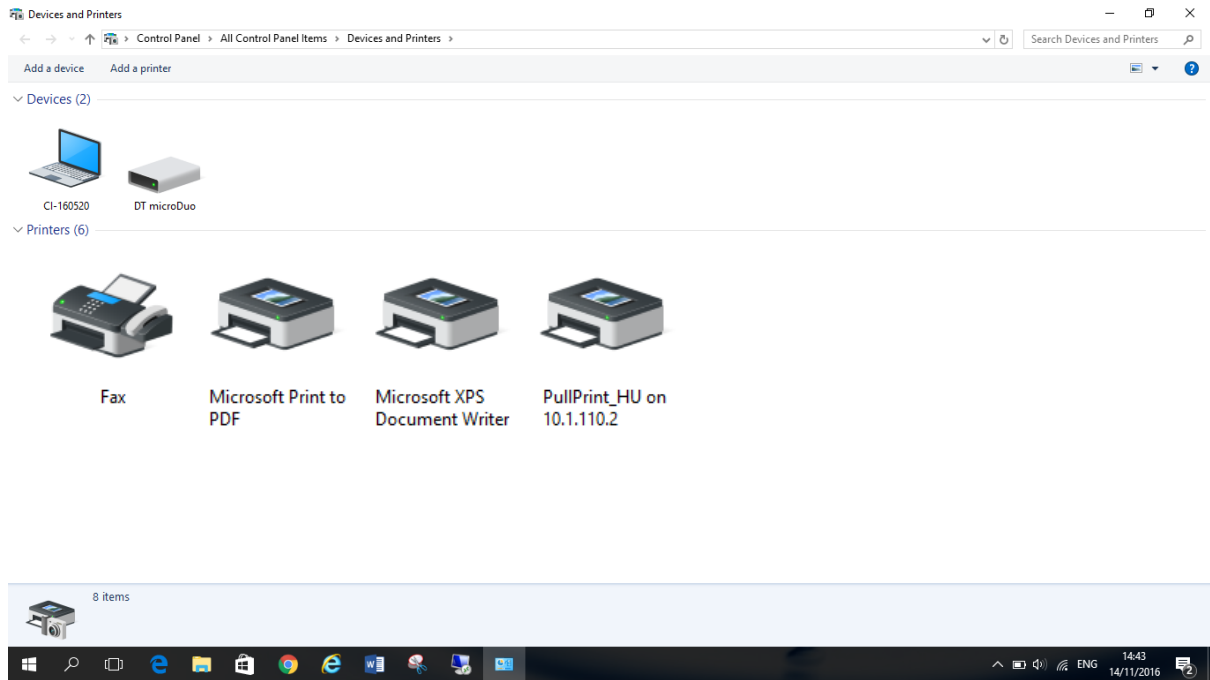 Devices and Printers
Control Panel > All Control Panel Items > Devices and Printers >
Search Devices and Printers
Add a device Add a printer
?
Devices (2)
CI-160520 DT microDuo
Printers (6)
Fax
Microsoft Print to
PDF
Microsoft XPS
Document Writer
PullPrint_HU on
10.1.110.2
8 items
ENG
14:43
14/11/2016
2